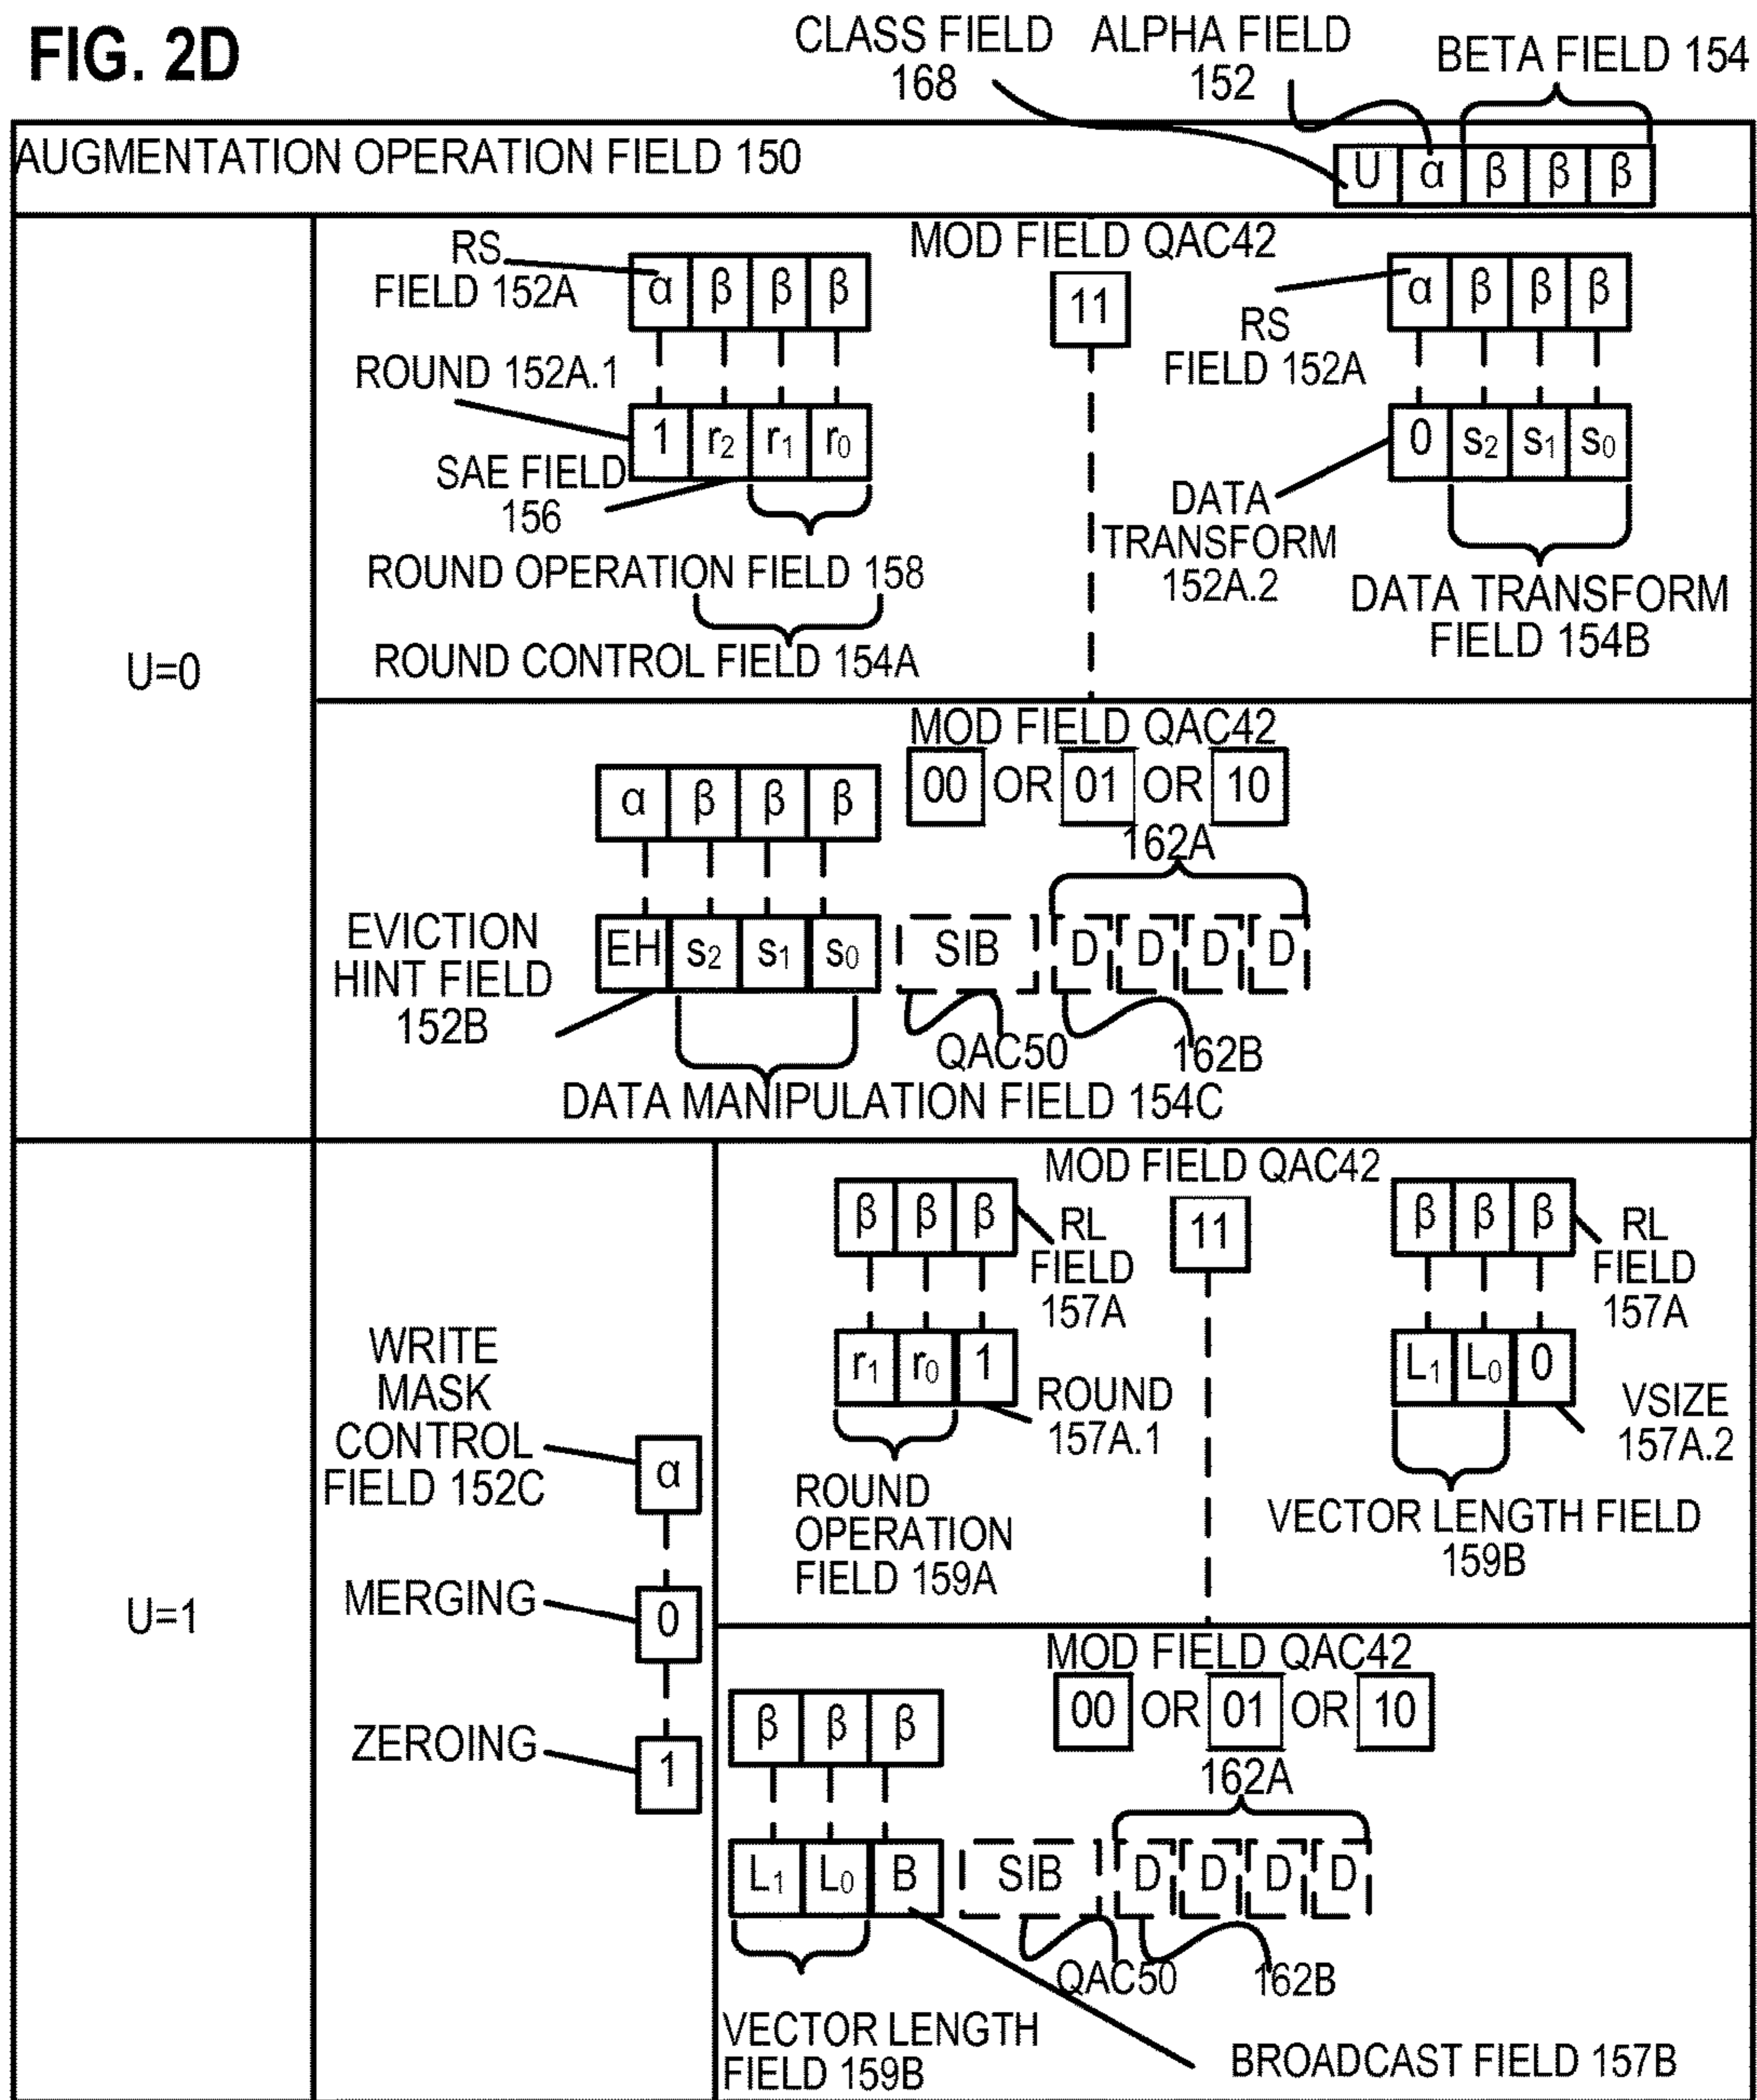 FIG. 2D
CLASS FIELD
168
ALPHA FIELD
152
BETA FIELD 154
AUGMENTATION OPERATION FIELD 150
U α β β β
U=0
MOD FIELD QAC42
11
RS
FIELD 152A
α β β β
ROUND 152A.1
1 r2 r1 r0
SAE FIELD
156
ROUND OPERATION FIELD 158
ROUND CONTROL FIELD 154A
α β β β
RS
FIELD 152A
0 s2 s1 s0
DATA
TRANSFORM
152A.2
DATA TRANSFORM
FIELD 154B
MOD FIELD QAC42
00 OR 01 OR 10
α β β β
162A
EVICTION
HINT FIELD
152B
EH s2 s1 s0 SIB D D D D
QAC50
162B
DATA MANIPULATION FIELD 154C
U=1
WRITE
MASK
CONTROL
FIELD 152C
α
MERGING
0
ZEROING
1
MOD FIELD QAC42
11
β β β
RL
FIELD
157A
r1 r0 1
ROUND
157A.1
ROUND
OPERATION
FIELD 159A
β β β
RL
FIELD
157A
L1 L0 0
VSIZE
157A.2
VECTOR LENGTH FIELD
159B
MOD FIELD QAC42
00 OR 01 OR 10
β β β
162A
L1 L0 B SIB D D D D
QAC50
162B
VECTOR LENGTH
FIELD 159B
BROADCAST FIELD 157B